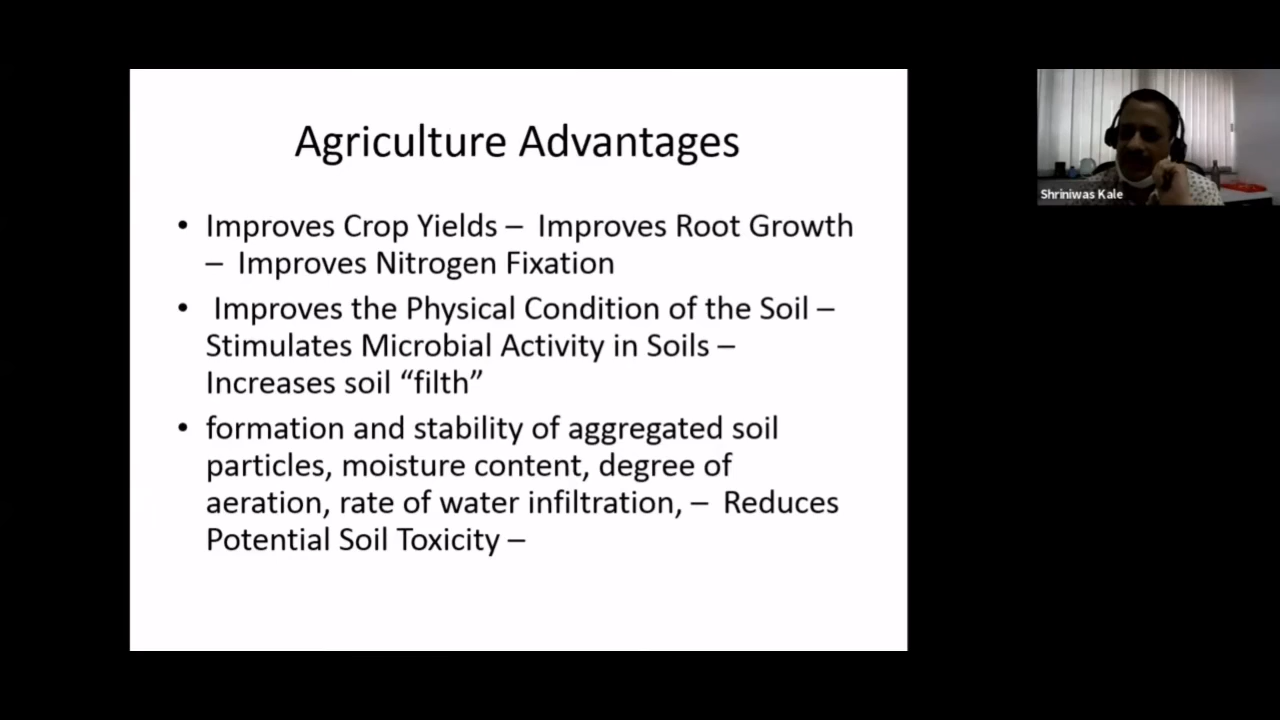 Agriculture Advantages
• Improves Crop Yields – Improves Root Growth
– Improves Nitrogen Fixation
• Improves the Physical Condition of the Soil –
Stimulates Microbial Activity in Soils –
Increases soil “filth”
• formation and stability of aggregated soil
particles, moisture content, degree of
aeration, rate of water infiltration, – Reduces
Potential Soil Toxicity –
Shriniwas Kale